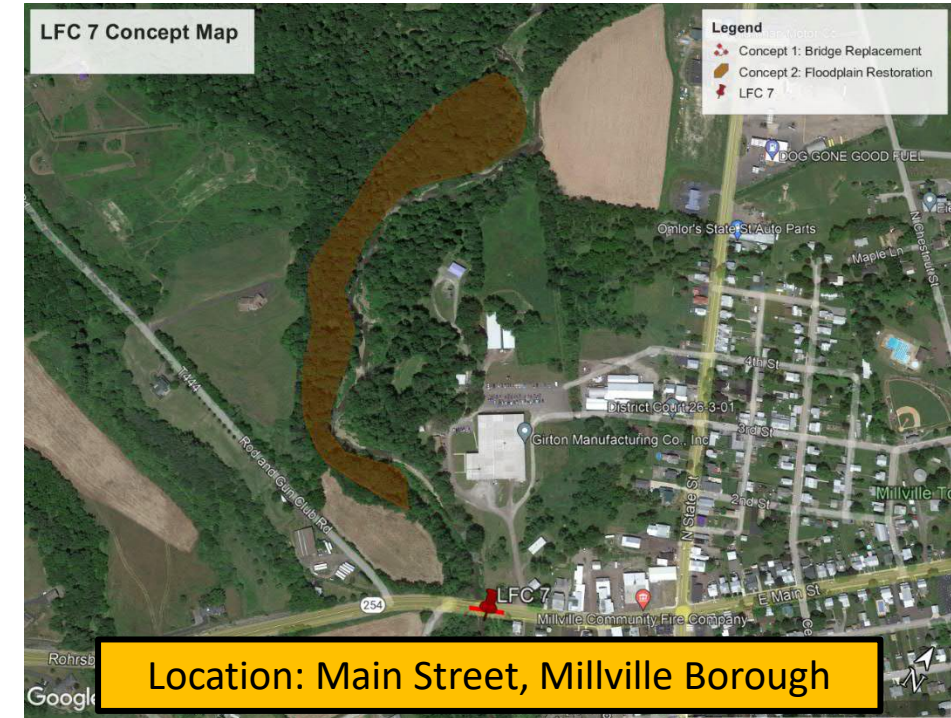 LFC 7 Concept Map
Legend
Concept 1: Bridge Replacement
Concept 2: Floodplain Restoration
LFC 7
DOG GONE GOOD FUEL
N Chestnut St
Omlor's State St Auto Parts
Maple Ln
4th St
T444
District Court 26-3-01
3rd St
Girton Manufacturing Co., Inc
Rod and Gun Club Rd
2nd St
N State St
Millville
LFC 7
254
E Main St
Millville Community Fire Company
Location: Main Street, Millville Borough
N